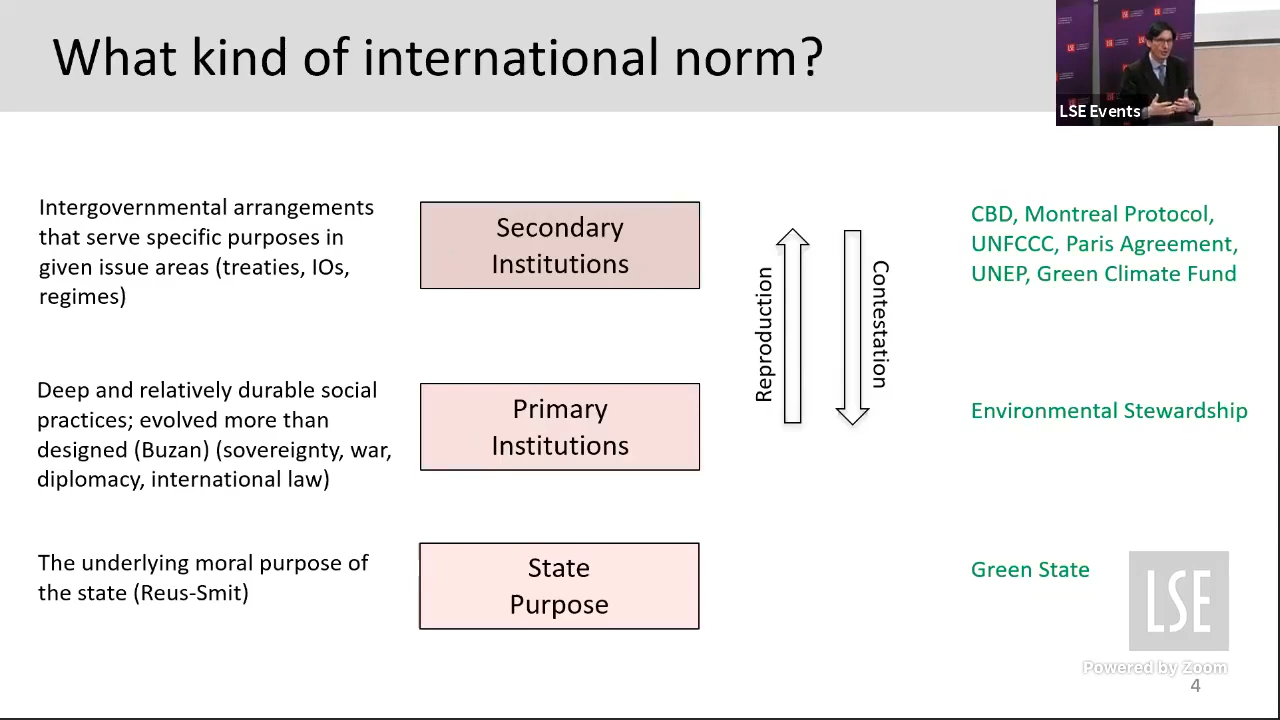 What kind of international norm?
LSE Events
Intergovernmental arrangements
that serve specific purposes in
given issue areas (treaties, IOs,
regimes)
Secondary
Institutions
Reproduction
Contestation
CBD, Montreal Protocol,
UNFCCC, Paris Agreement,
UNEP, Green Climate Fund
Deep and relatively durable social
practices; evolved more than
designed (Buzan) (sovereignty, war,
diplomacy, international law)
Primary
Institutions
Environmental Stewardship
The underlying moral purpose of
the state (Reus-Smit)
State
Purpose
Green State
LSE
Powered by Zoom
4